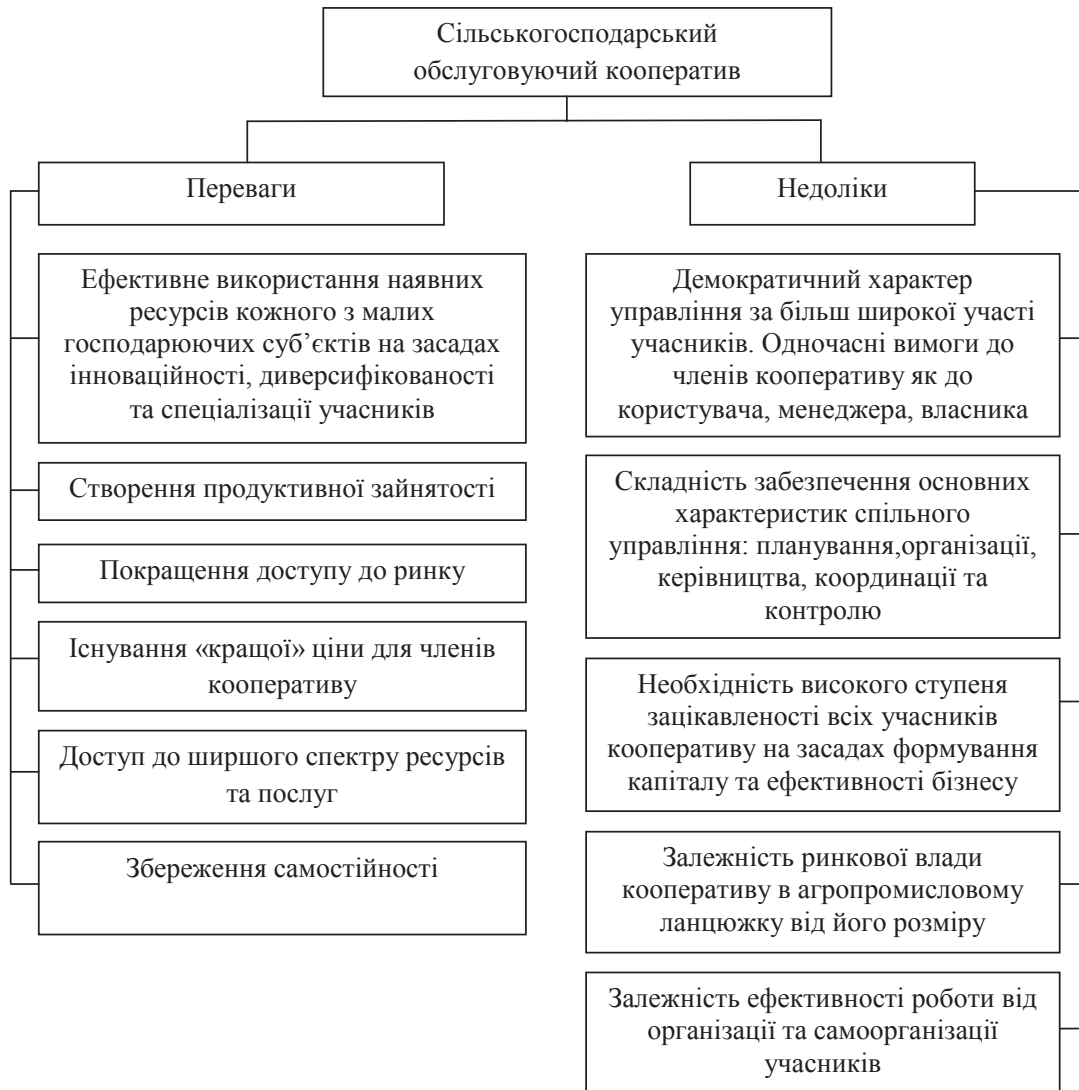 Сільськогосподарський
обслуговуючий кооператив
Переваги
Ефективне використання наявних
ресурсів кожного з малих
господарюючих суб’єктів на засадах
інноваційності, диверсифікованості
та спеціалізації учасників
Створення продуктивної зайнятості
Покращення доступу до ринку
Існування «кращої» ціни для членів
кооперативу
Доступ до ширшого спектру ресурсів
та послуг
Збереження самостійності
Недоліки
Демократичний характер
управління за більш широкої участі
учасників. Одночасні вимоги до
членів кооперативу як до
користувача, менеджера, власника
Складність забезпечення основних
характеристик спільного
управління: планування,організації,
керівництва, координації та
контролю
Необхідність високого ступеня
зацікавленості всіх учасників
кооперативу на засадах формування
капіталу та ефективності бізнесу
Залежність ринкової влади
кооперативу в агропромисловому
ланцюжку від його розміру
Залежність ефективності роботи від
організації та самоорганізації
учасників